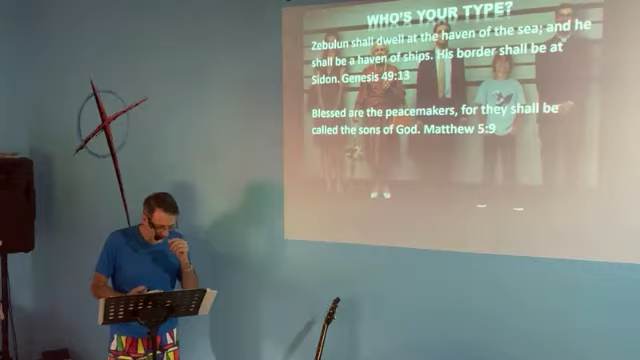 WHO'S YOUR TYPE?
Zebulun shall dwell at the haven of the sea; and he
shall be a haven of ships. His border shall be at
Sidon. Genesis 49:13
Blessed are the peacemakers, for they shall be
called the sons of God. Matthew 5:9